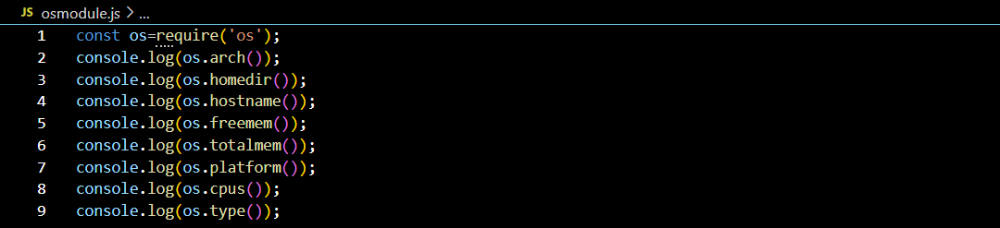 JS osmodule.js > ...
1 const os=require('os');
2 console.log(os.arch());
3 console.log(os.homedir());
4 console.log(os.hostname());
5 console.log(os.freemem());
6 console.log(os.totalmem());
7 console.log(os.platform());
8 console.log(os.cpus());
9 console.log(os.type());